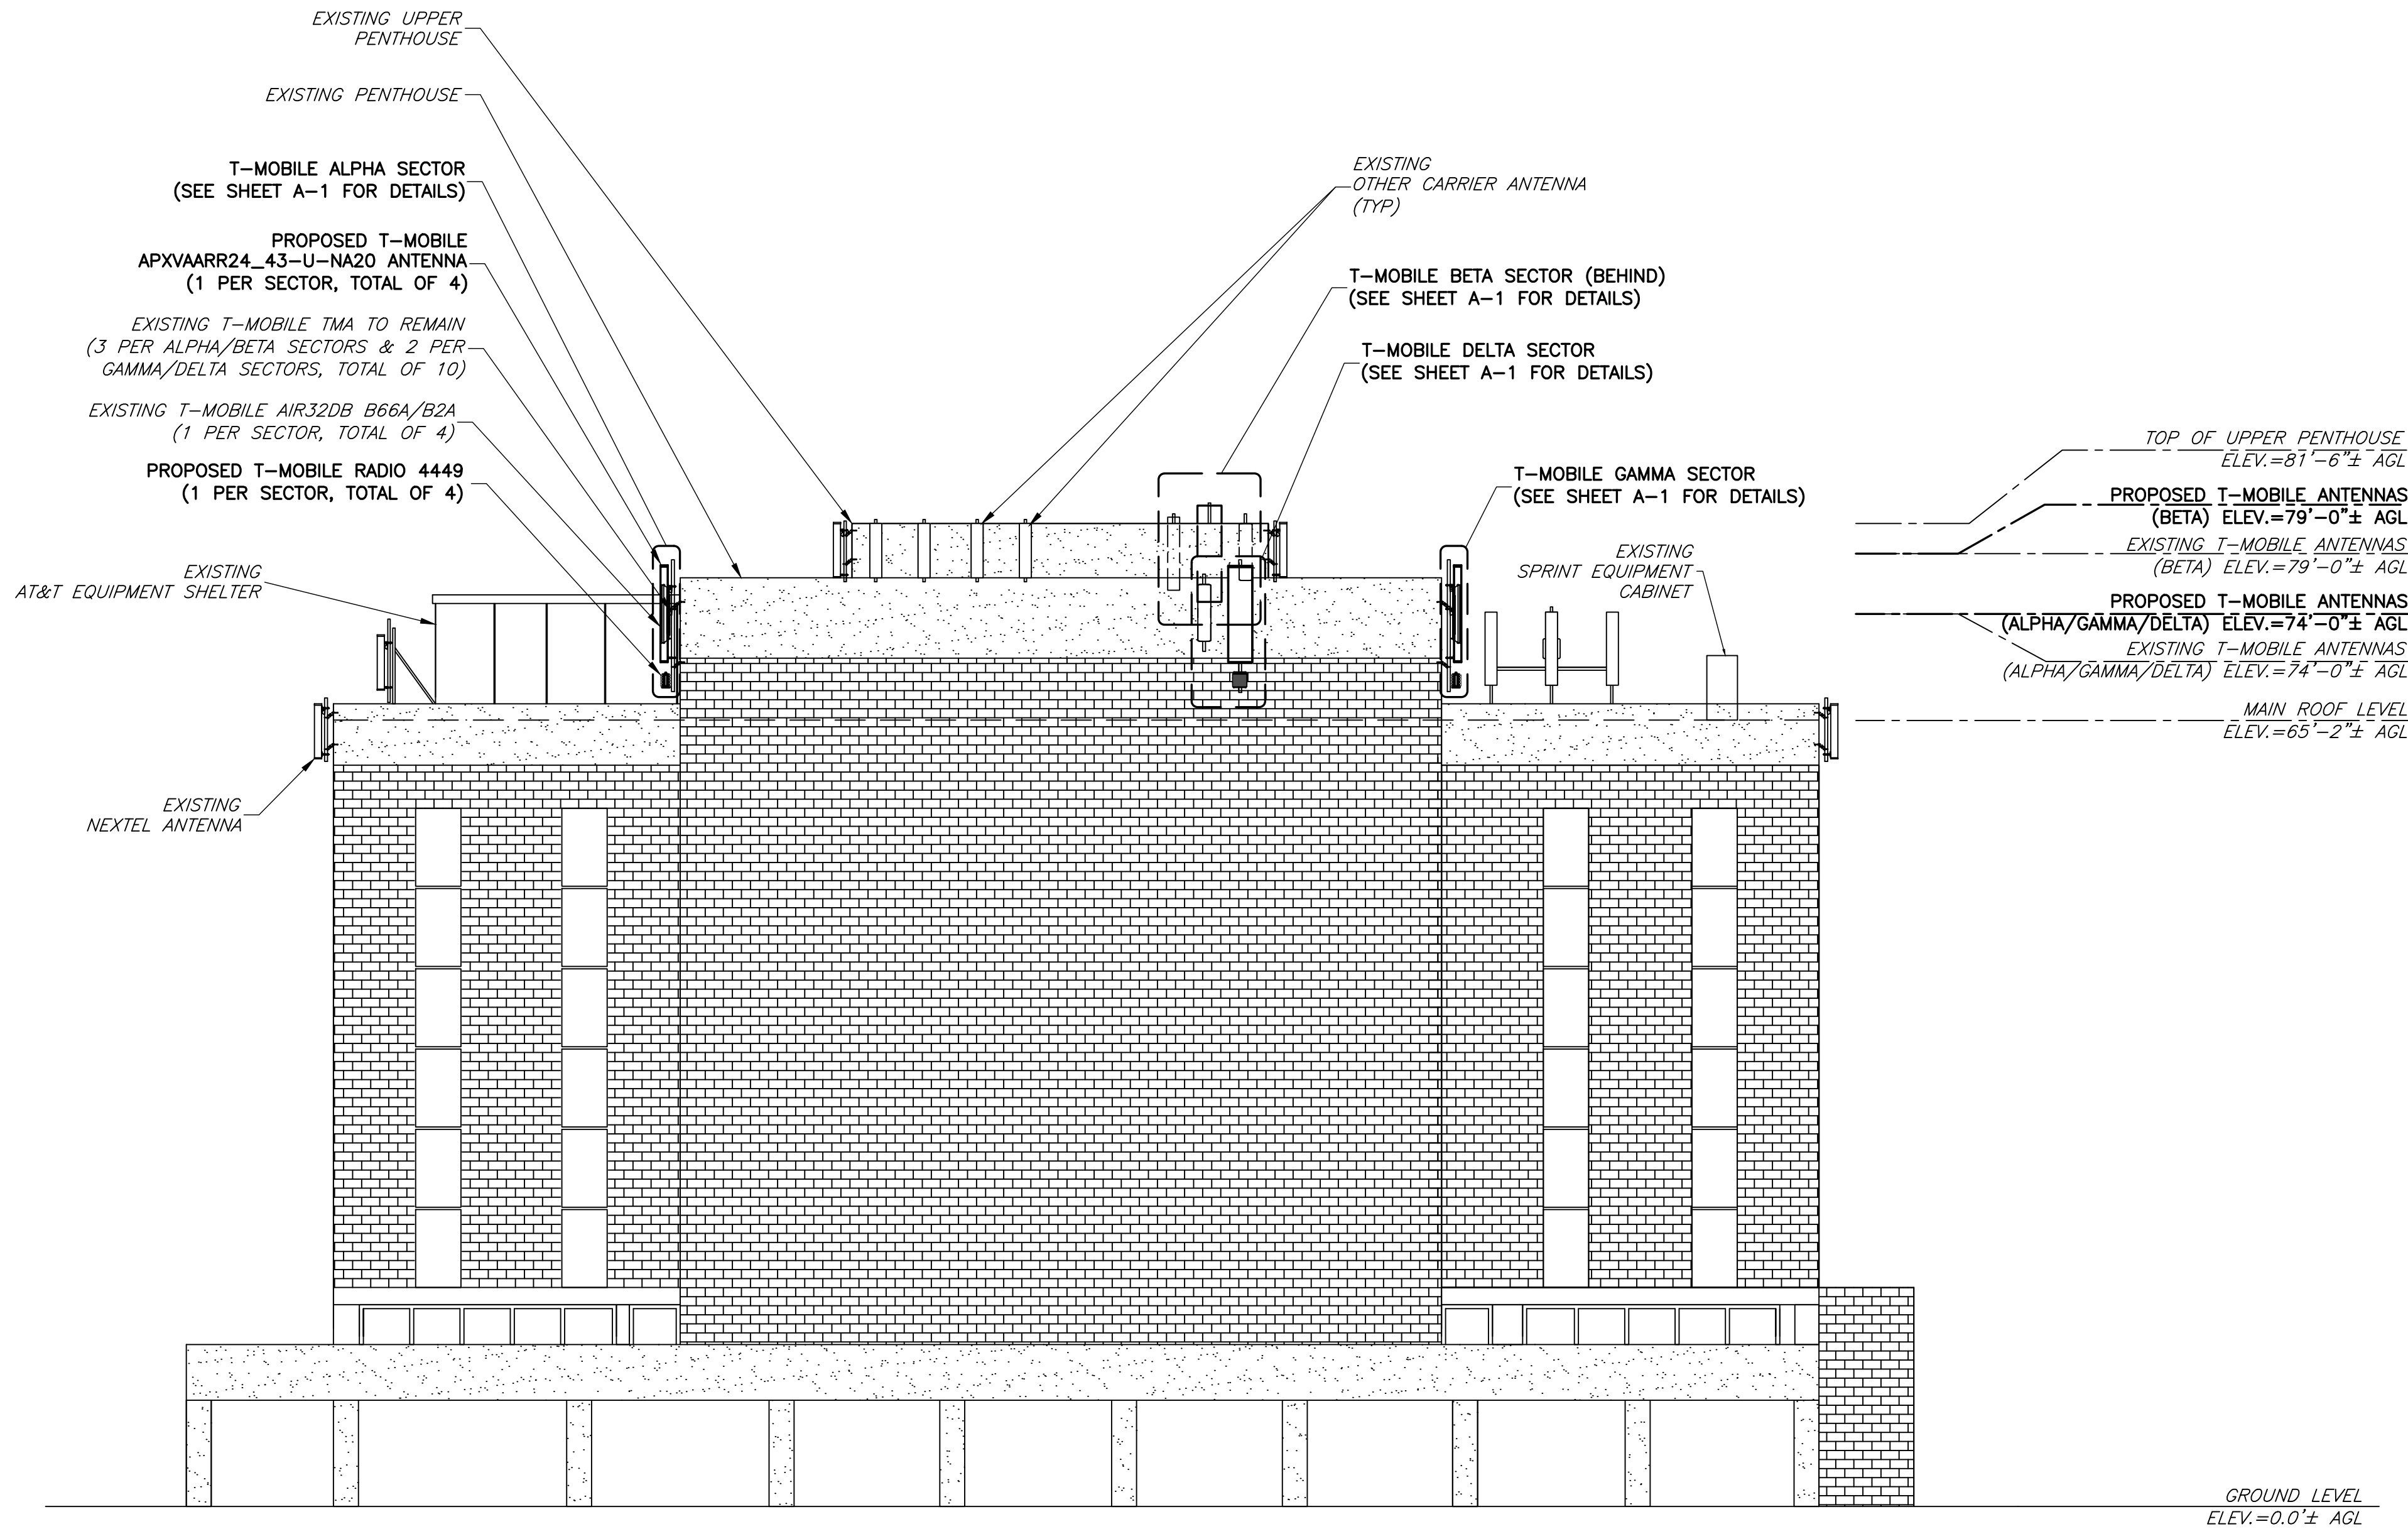 EXISTING UPPER
PENTHOUSE
EXISTING PENTHOUSE
T-MOBILE ALPHA SECTOR
(SEE SHEET A-1 FOR DETAILS)
PROPOSED T-MOBILE
APXVAARR24_43-U-NA20 ANTENNA
(1 PER SECTOR, TOTAL OF 4)
EXISTING T-MOBILE TMA TO REMAIN
(3 PER ALPHA/BETA SECTORS & 2 PER
GAMMA/DELTA SECTORS, TOTAL OF 10)
EXISTING T-MOBILE AIR32DB B66A/B2A
(1 PER SECTOR, TOTAL OF 4)
PROPOSED T-MOBILE RADIO 4449
(1 PER SECTOR, TOTAL OF 4)
EXISTING
AT&T EQUIPMENT SHELTER
EXISTING
NEXTEL ANTENNA
EXISTING
OTHER CARRIER ANTENNA
(TYP)
T-MOBILE BETA SECTOR (BEHIND)
(SEE SHEET A-1 FOR DETAILS)
T-MOBILE DELTA SECTOR
(SEE SHEET A-1 FOR DETAILS)
T-MOBILE GAMMA SECTOR
(SEE SHEET A-1 FOR DETAILS)
EXISTING
SPRINT EQUIPMENT
CABINET
TOP OF UPPER PENTHOUSE
ELEV.=81'-6"± AGL
PROPOSED T-MOBILE ANTENNAS
(BETA) ELEV.=79'-0"± AGL
EXISTING T-MOBILE ANTENNAS
(BETA) ELEV.=79'-0"± AGL
PROPOSED T-MOBILE ANTENNAS
(ALPHA/GAMMA/DELTA) ELEV.=74'-0"± AGL
EXISTING T-MOBILE ANTENNAS
(ALPHA/GAMMA/DELTA) ELEV.=74'-0"± AGL
MAIN ROOF LEVEL
ELEV.=65'-2"± AGL
GROUND LEVEL
ELEV.=0.0'± AGL